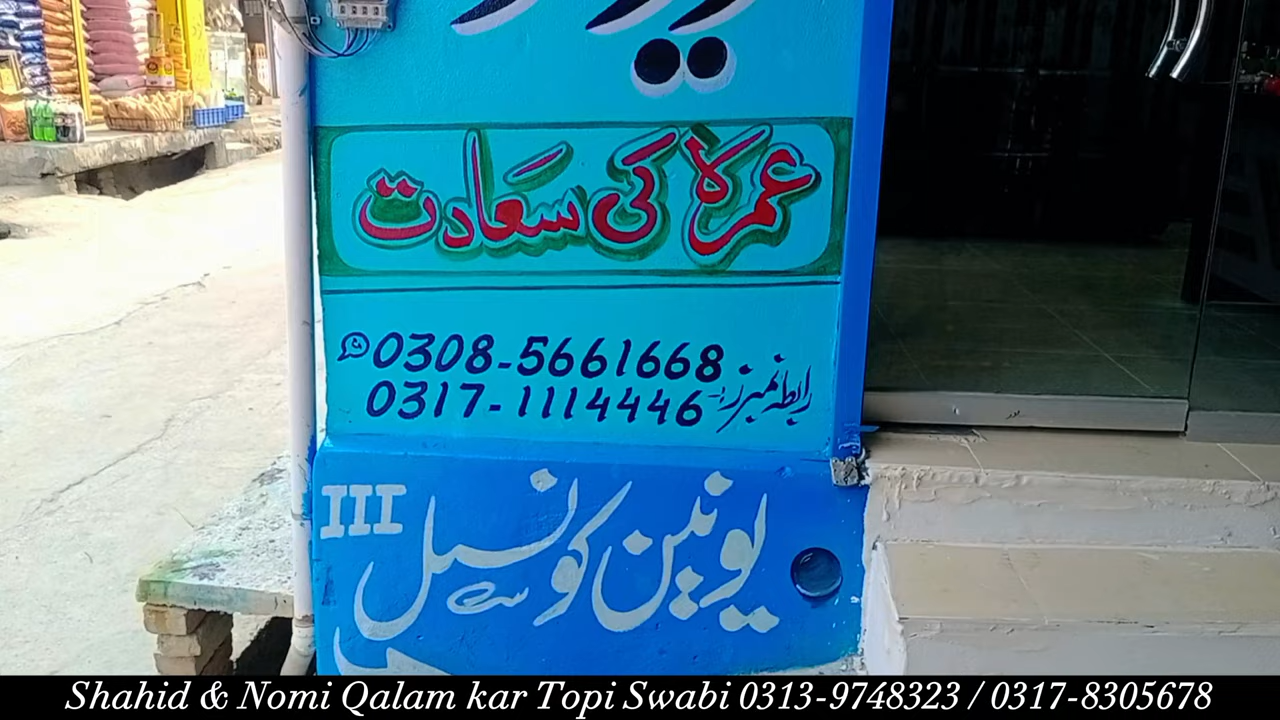 عمرہ کی سعادت
0308-5661668
رابطہ نمبرز:-
0317-1114446
یونین کونسل III
Shahid & Nomi Qalam kar Topi Swabi 0313-9748323 / 0317-8305678